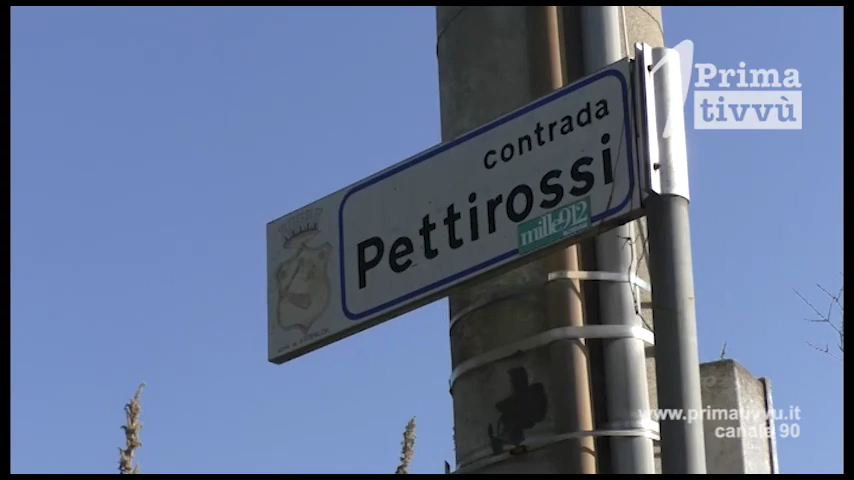 Prima
tivvù
contrada
Pettirossi
mille912
www.primativvu.it
canale 90